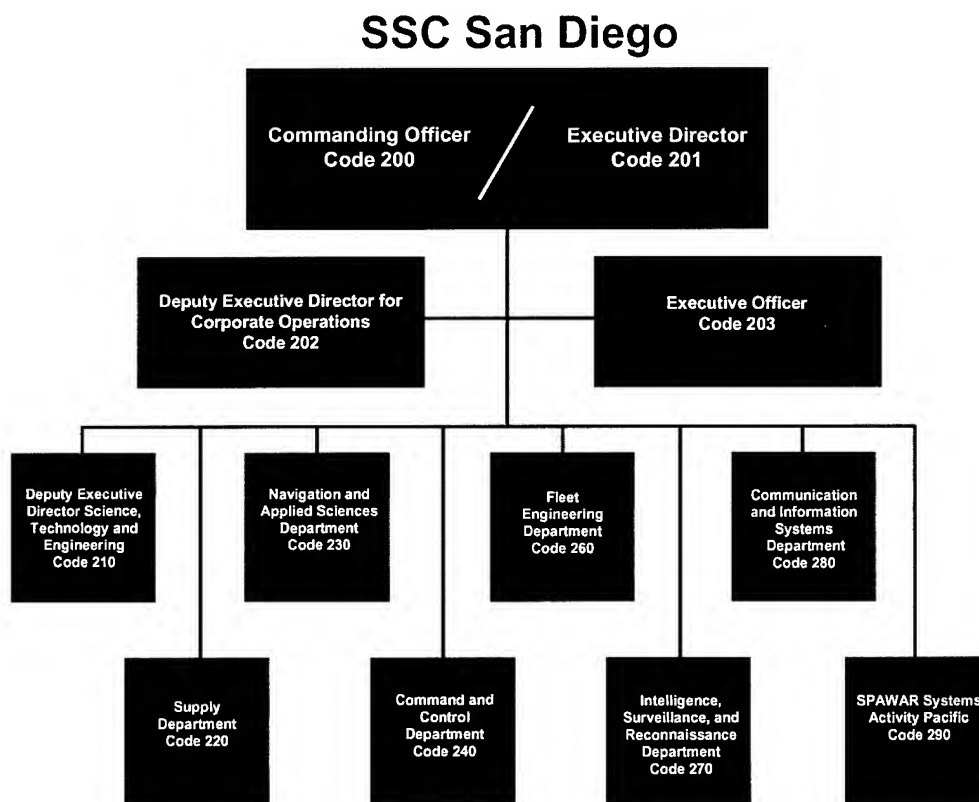 SSC San Diego
Commanding Officer
Code 200
Executive Director
Code 201
Deputy Executive Director for
Corporate Operations
Code 202
Executive Officer
Code 203
Deputy Executive
Director Science,
Technology and
Engineering
Code 210
Navigation and
Applied Sciences
Department
Code 230
Fleet
Engineering
Department
Code 260
Communication
and Information
Systems
Department
Code 280
Supply
Department
Code 220
Command and
Control
Department
Code 240
Intelligence,
Surveillance, and
Reconnaissance
Department
Code 270
SPAWAR Systems
Activity Pacific
Code 290